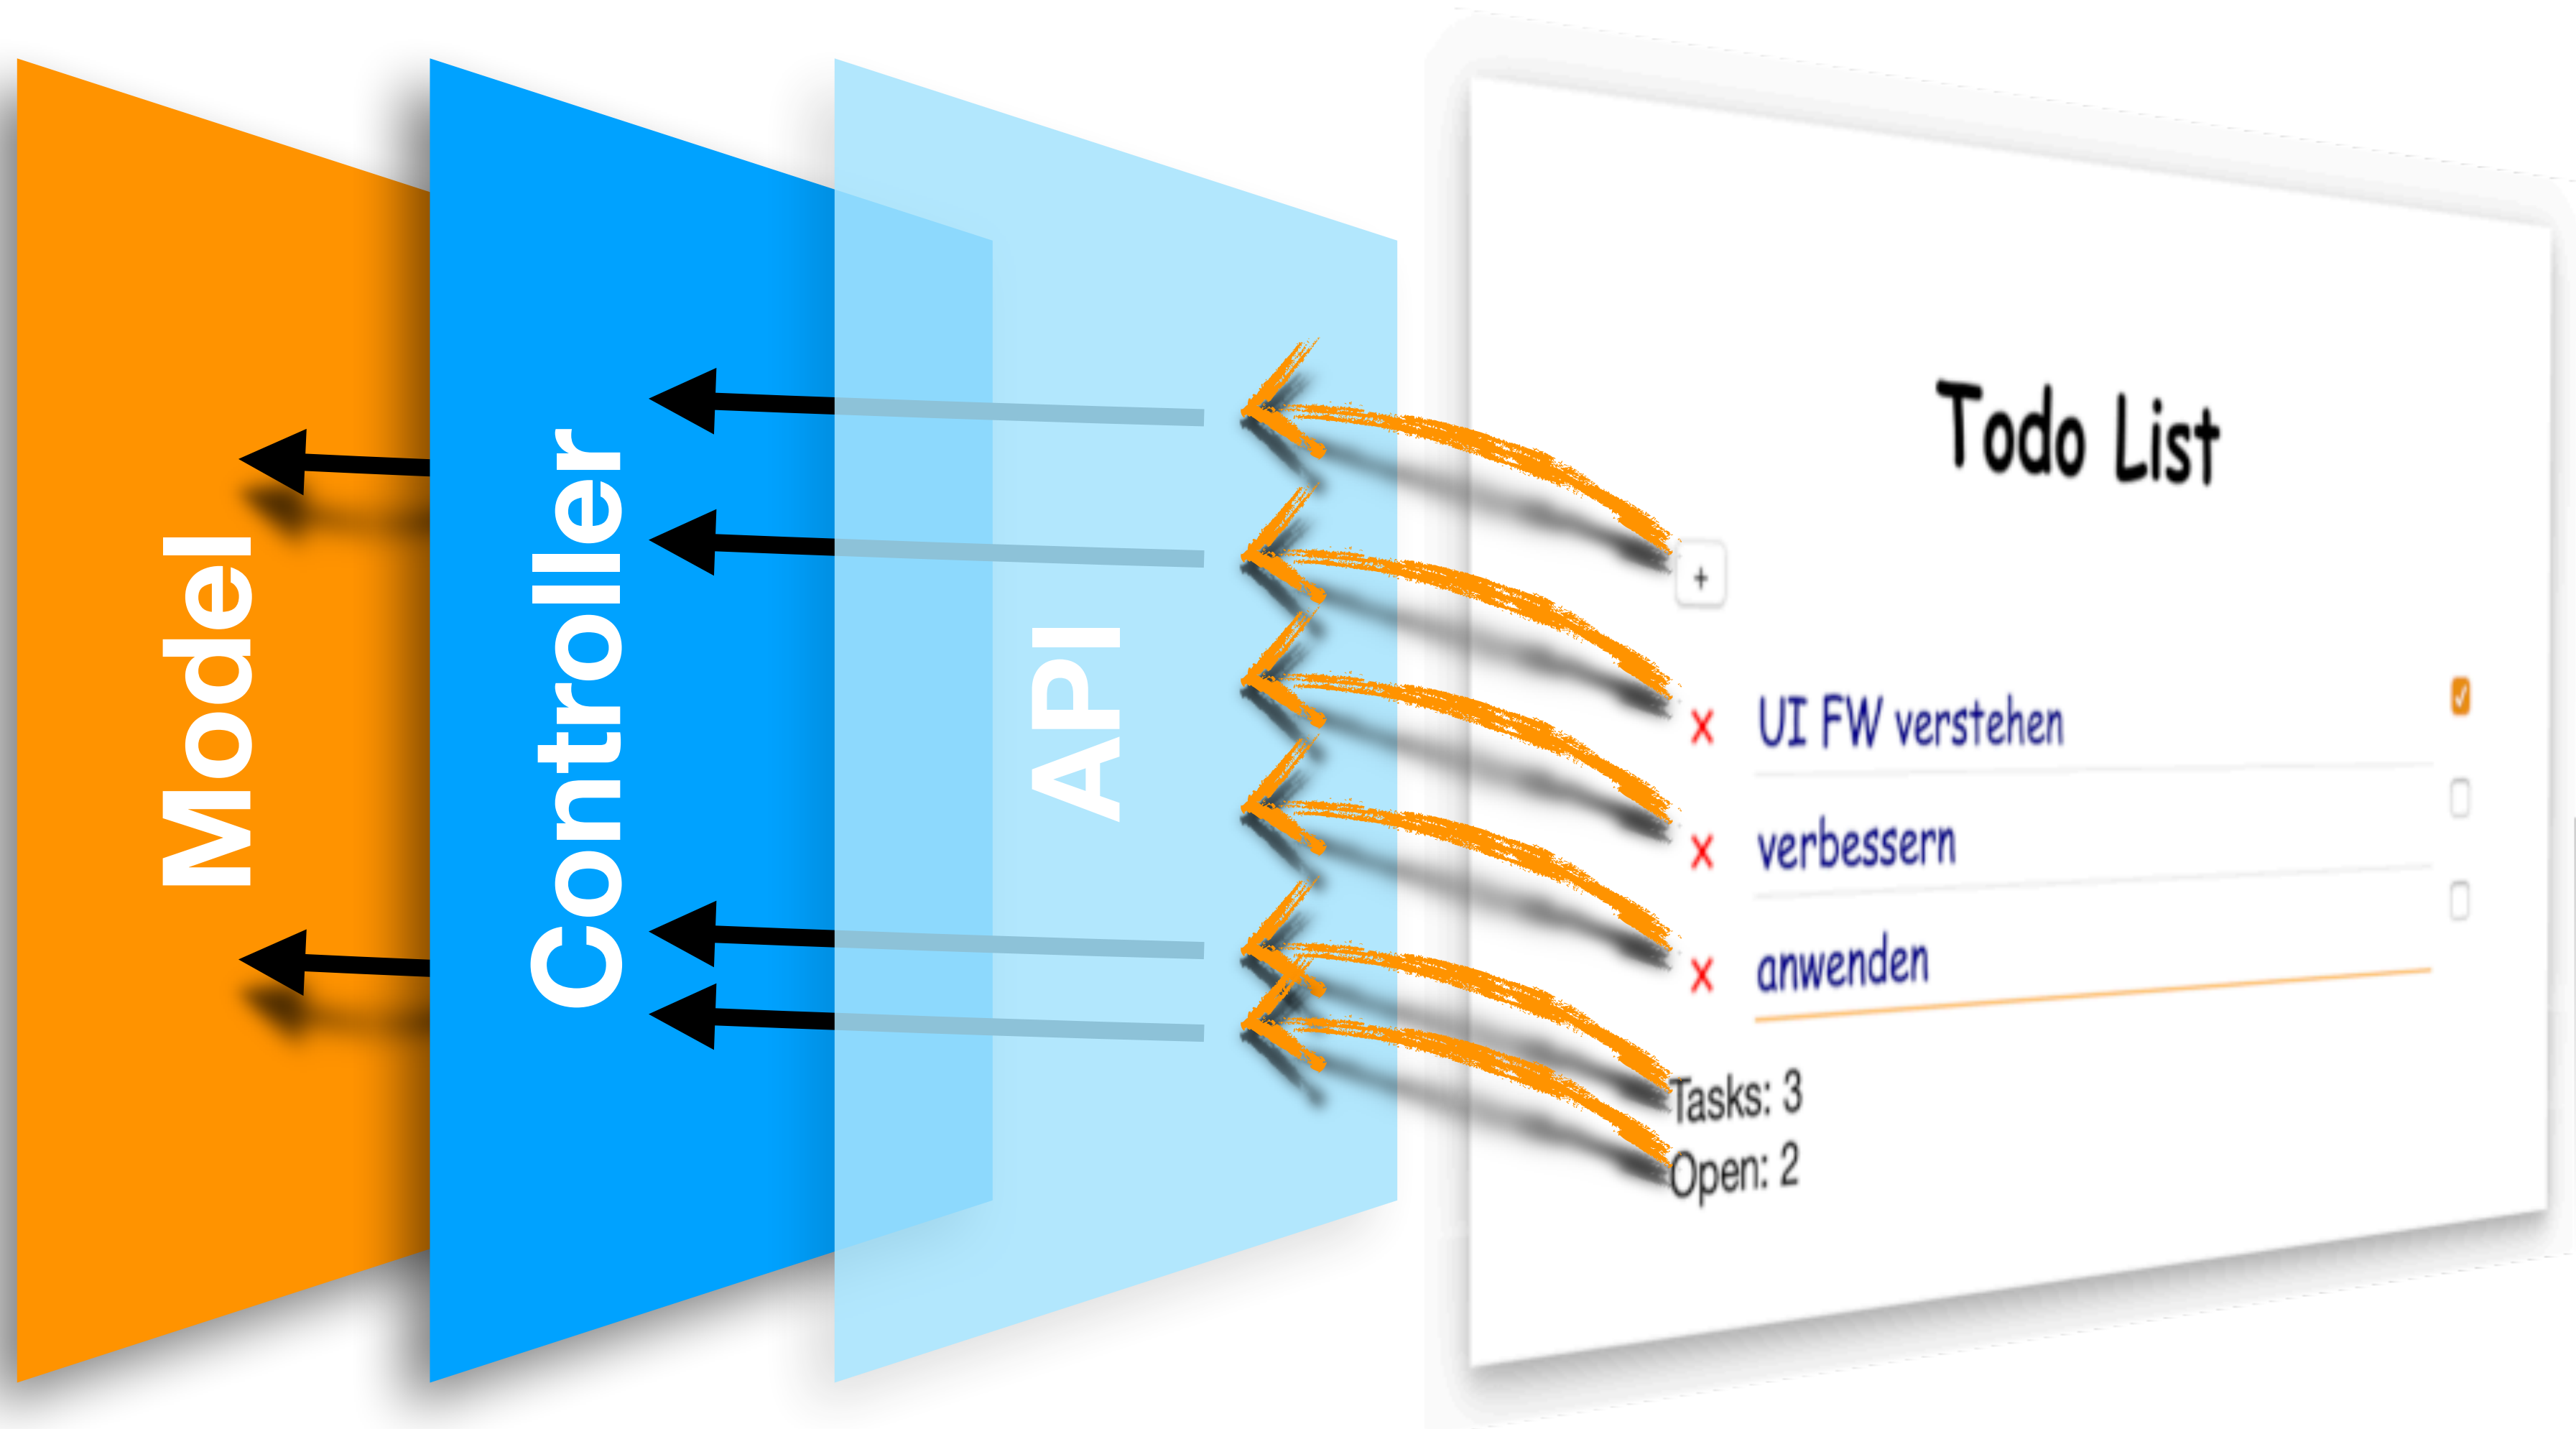 Model
Controller
API
Todo List
+
x UI FW verstehen
x verbessern
x anwenden
Tasks: 3
Open: 2